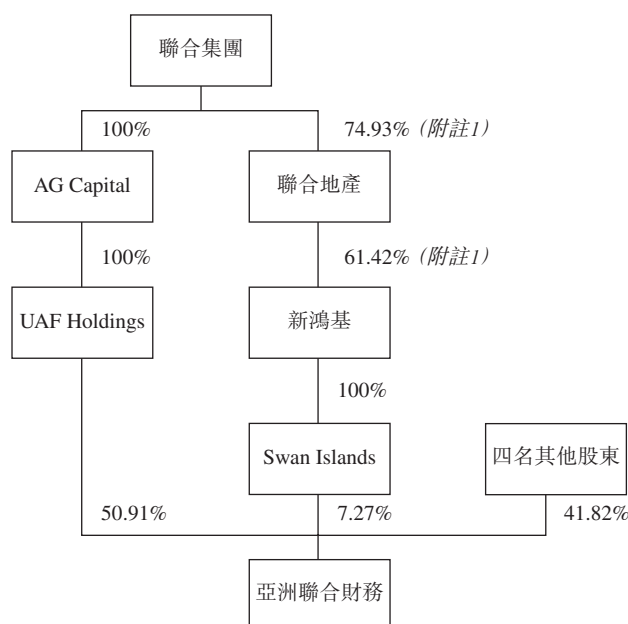 聯合集團
100%
74.93% (附註1)
AG Capital
聯合地產
100%
61.42% (附註1)
UAF Holdings
新鴻基
100%
Swan Islands
四名其他股東
50.91%
7.27%
41.82%
亞洲聯合財務